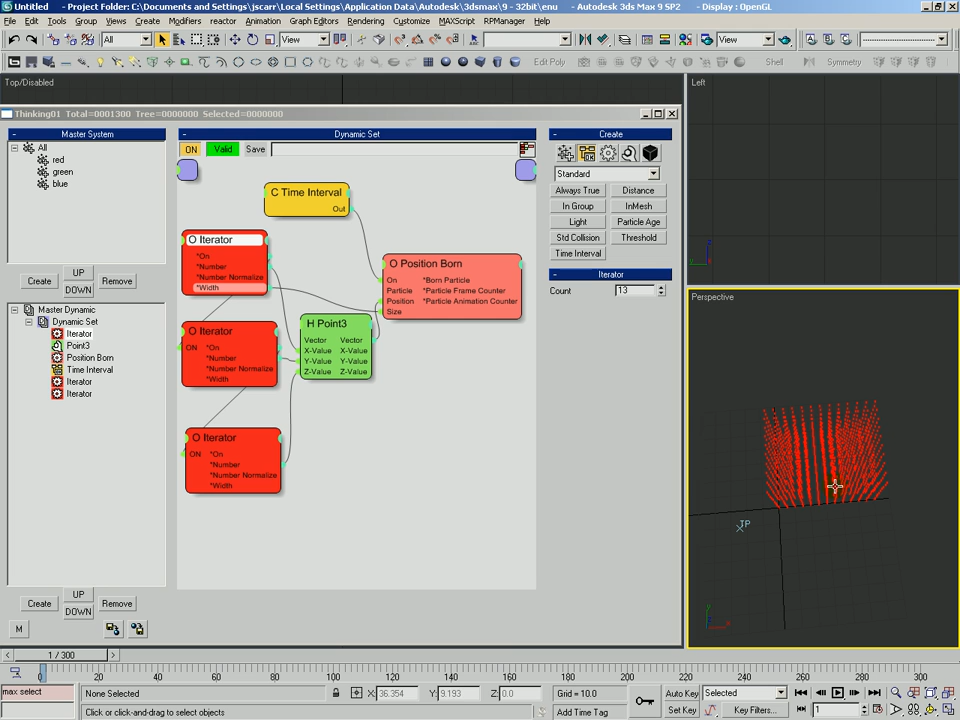 Untitled - Project Folder: C:\Documents and Settings\jscarr\Local Settings\Application Data\Autodesk\3dsmax\9 - 32bit\enu - Autodesk 3ds Max 9 SP2 - Display : OpenGL
File Edit Tools Group Views Create Modifiers reactor Animation Graph Editors Rendering Customize MAXScript RPManager Help
All View View
Edit Poly Shell Symmetry
Top/Disabled
Left
Thinking01 Total=0001300 Tree=0000000 Selected=0000000
- Master System
- Dynamic Set
- Create
All
red
green
blue
ON Valid Save
Standard
Always True Distance
In Group InMesh
Light Particle Age
Std Collision Threshold
Time Interval
- Iterator
Count 13
C Time Interval
Out
O Iterator
*On
*Number
*Number Normalize
*Width
O Position Born
On *Born Particle
Particle *Particle Frame Counter
Position *Particle Animation Counter
Size
O Iterator
ON *On
*Number
*Number Normalize
*Width
H Point3
Vector Vector
X-Value X-Value
Y-Value Y-Value
Z-Value Z-Value
O Iterator
ON *On
*Number
*Number Normalize
*Width
Create UP Remove
DOWN
Master Dynamic
Dynamic Set
Iterator
Point3
Position Born
Time Interval
Iterator
Iterator
Create UP Remove
DOWN
M
Perspective
TP
< 1 / 300 >
0 20 40 60 80 100 120 140 160 180 200 220 240 260 280 300
max select
None Selected X: 36.354 Y: 9.193 Z: 0.0 Grid = 10.0 Auto Key Selected
Click or click-and-drag to select objects Add Time Tag Set Key Key Filters... 1